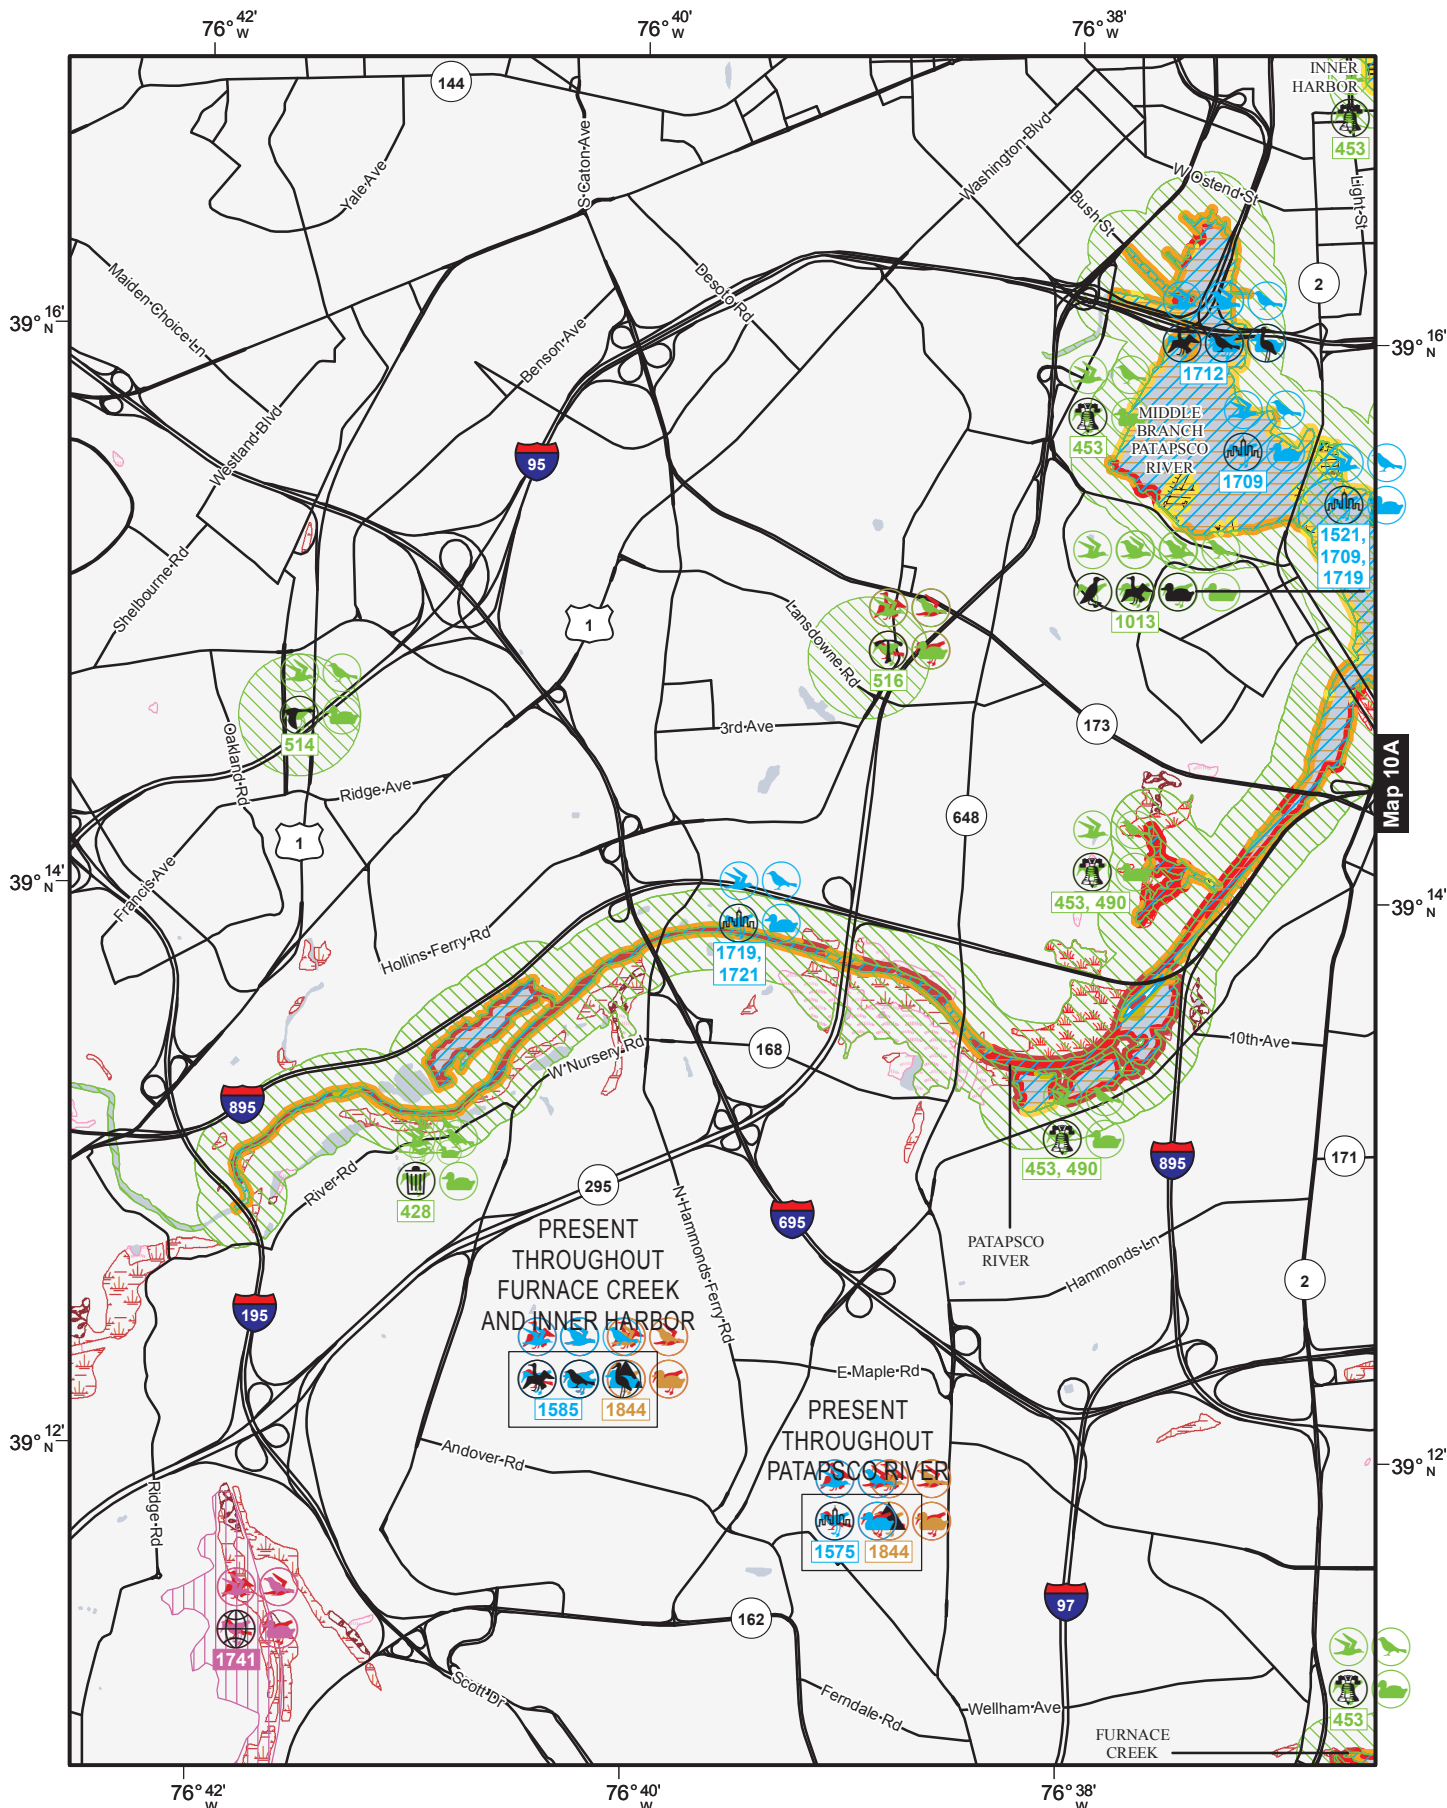 76° 42' W
76° 40' W
76° 38' W
INNER
HARBOR
144
453
S Caton Ave
Washington Blvd
Yale Ave
W Ostend St
Light St
Bush St
Maiden Choice Ln
Desoto Rd
2
39° 16' N
39° 16' N
Benson Ave
1712
Westland Blvd
MIDDLE
BRANCH
PATAPSCO
RIVER
453
95
1709
1521,
1709,
1719
Shelbourne Rd
1
Lansdowne Rd
1013
516
514
Oakland Rd
3rd Ave
173
Map 10A
Ridge Ave
648
1
39° 14' N
39° 14' N
Francis Ave
453, 490
Hollins Ferry Rd
1719,
1721
W Nursery Rd
168
10th Ave
895
453, 490
895
171
River Rd
428
295
N Hammonds Ferry Rd
695
PRESENT
THROUGHOUT
FURNACE CREEK
AND INNER HARBOR
PATAPSCO
RIVER
Hammonds Ln
2
195
E Maple Rd
1585
1844
PRESENT
THROUGHOUT
PATAPSCO RIVER
39° 12' N
39° 12' N
Andover Rd
Ridge Rd
1575
1844
97
162
1741
Scott Dr
Ferndale Rd
Wellham Ave
453
FURNACE
CREEK
76° 42' W
76° 40' W
76° 38' W